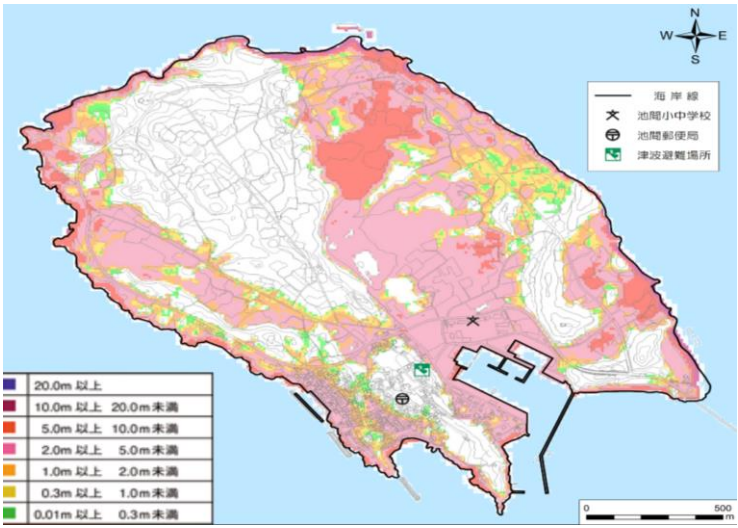 N
W E
S
海岸線
池間小中学校
池間郵便局
津波避難場所
20.0m 以上
10.0m 以上 20.0m 未満
5.0m 以上 10.0m 未満
2.0m 以上 5.0m 未満
1.0m 以上 2.0m 未満
0.3m 以上 1.0m 未満
0.01m 以上 0.3m 未満
0 500
m